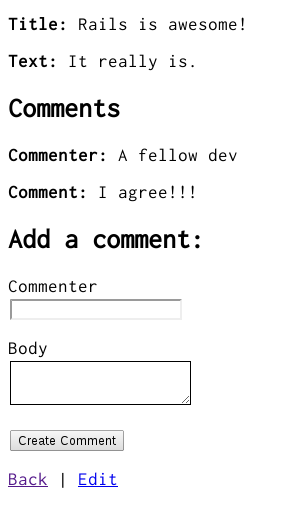 Title: Rails is awesome!
Text: It really is.
Comments
Commenter: A fellow dev
Comment: I agree!!!
Add a comment:
Commenter
Body
Create Comment
Back | Edit